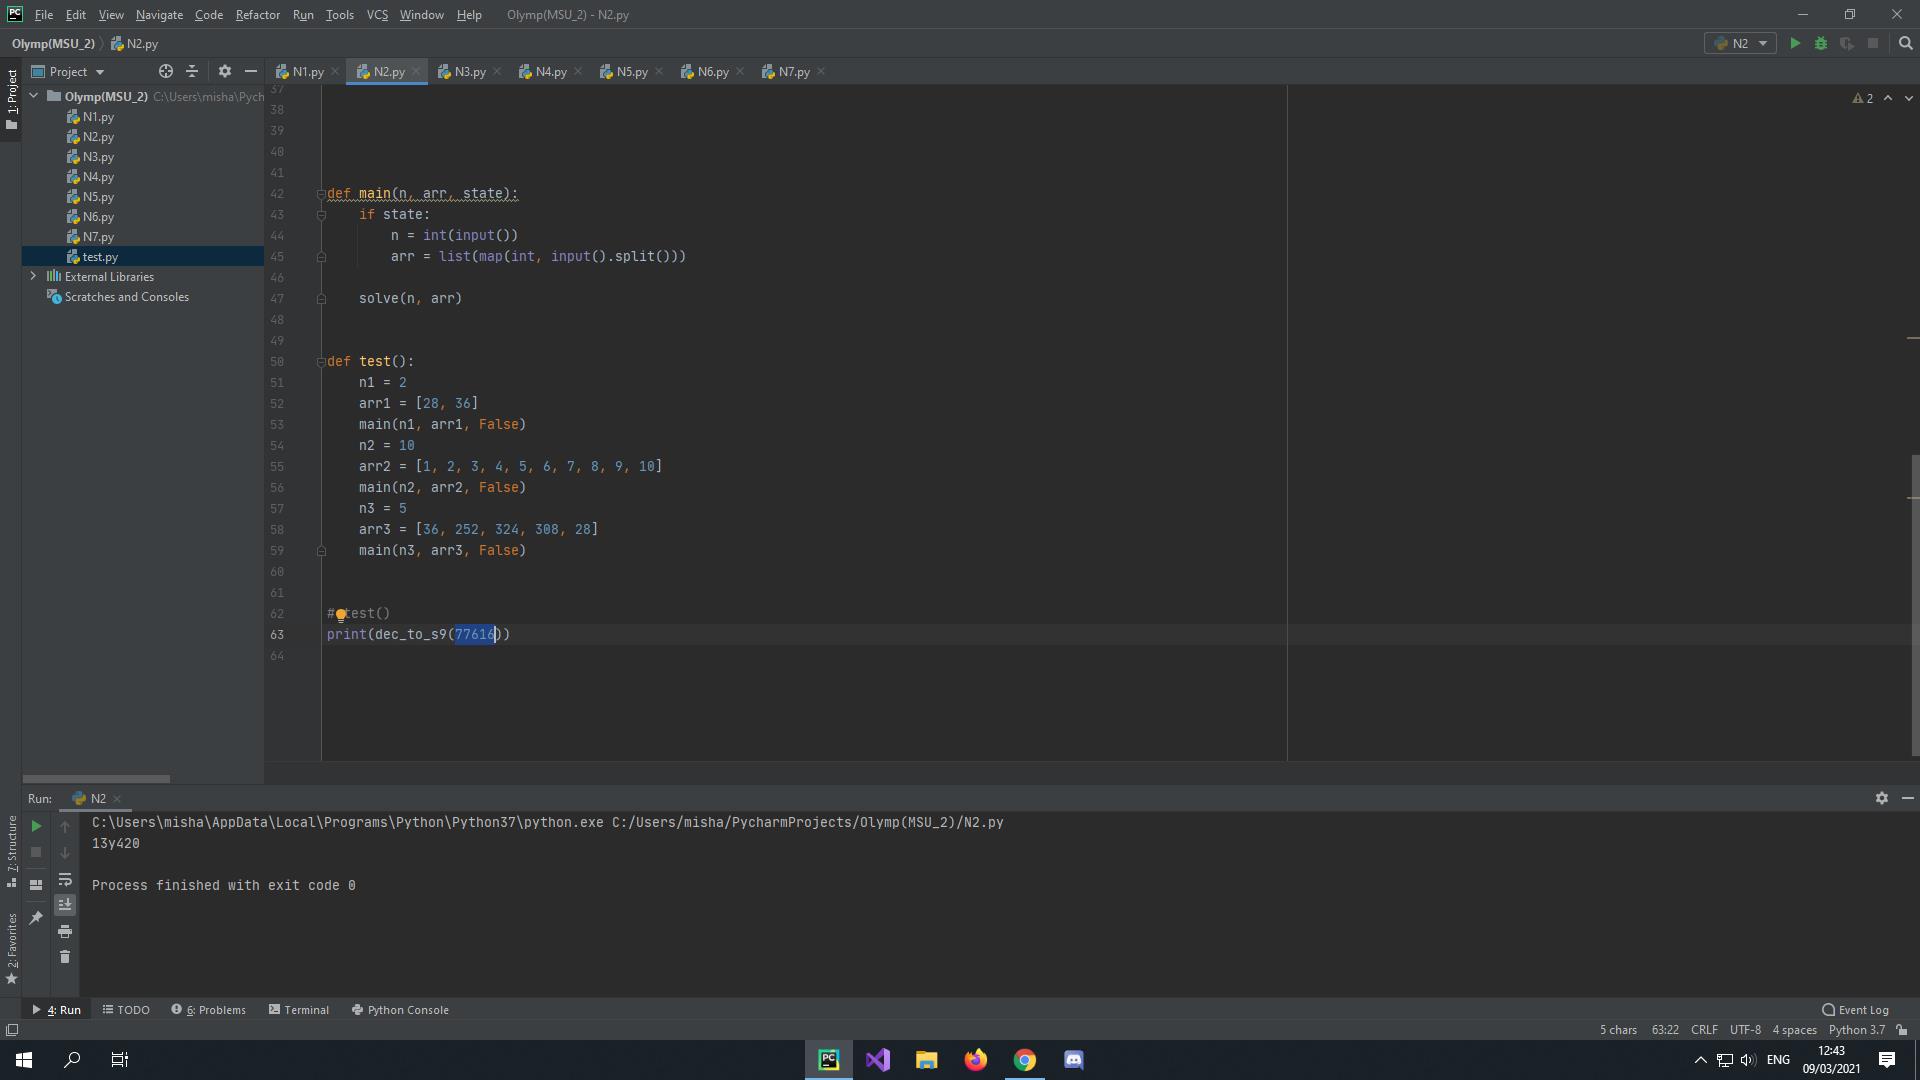 PC File Edit View Navigate Code Refactor Run Tools VCS Window Help Olymp(MSU_2) - N2.py
Olymp(MSU_2) N2.py N2
1: Project
Project N1.py N2.py N3.py N4.py N5.py N6.py N7.py
Olymp(MSU_2) C:\Users\misha\Pych
N1.py
N2.py
N3.py
N4.py
N5.py
N6.py
N7.py
test.py
External Libraries
Scratches and Consoles
2
37
38
39
40
41
42 def main(n, arr, state):
43 if state:
44 n = int(input())
45 arr = list(map(int, input().split()))
46
47 solve(n, arr)
48
49
50 def test():
51 n1 = 2
52 arr1 = [28, 36]
53 main(n1, arr1, False)
54 n2 = 10
55 arr2 = [1, 2, 3, 4, 5, 6, 7, 8, 9, 10]
56 main(n2, arr2, False)
57 n3 = 5
58 arr3 = [36, 252, 324, 308, 28]
59 main(n3, arr3, False)
60
61
62 # test()
63 print(dec_to_s9(77616))
64
Run: N2
C:\Users\misha\AppData\Local\Programs\Python\Python37\python.exe C:/Users/misha/PycharmProjects/Olymp(MSU_2)/N2.py
13y420
Process finished with exit code 0
7: Structure
2: Favorites
4: Run TODO 6: Problems Terminal Python Console Event Log
5 chars 63:22 CRLF UTF-8 4 spaces Python 3.7
PC ENG 12:43
09/03/2021